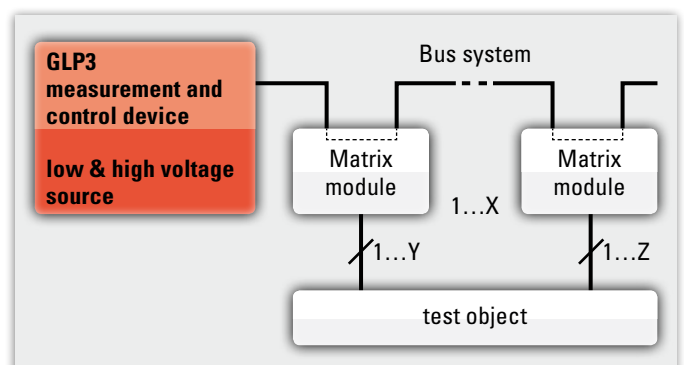 GLP3
measurement and
control device
low & high voltage
source
Bus system
Matrix
module
1...X
Matrix
module
1...Y
1...Z
test object